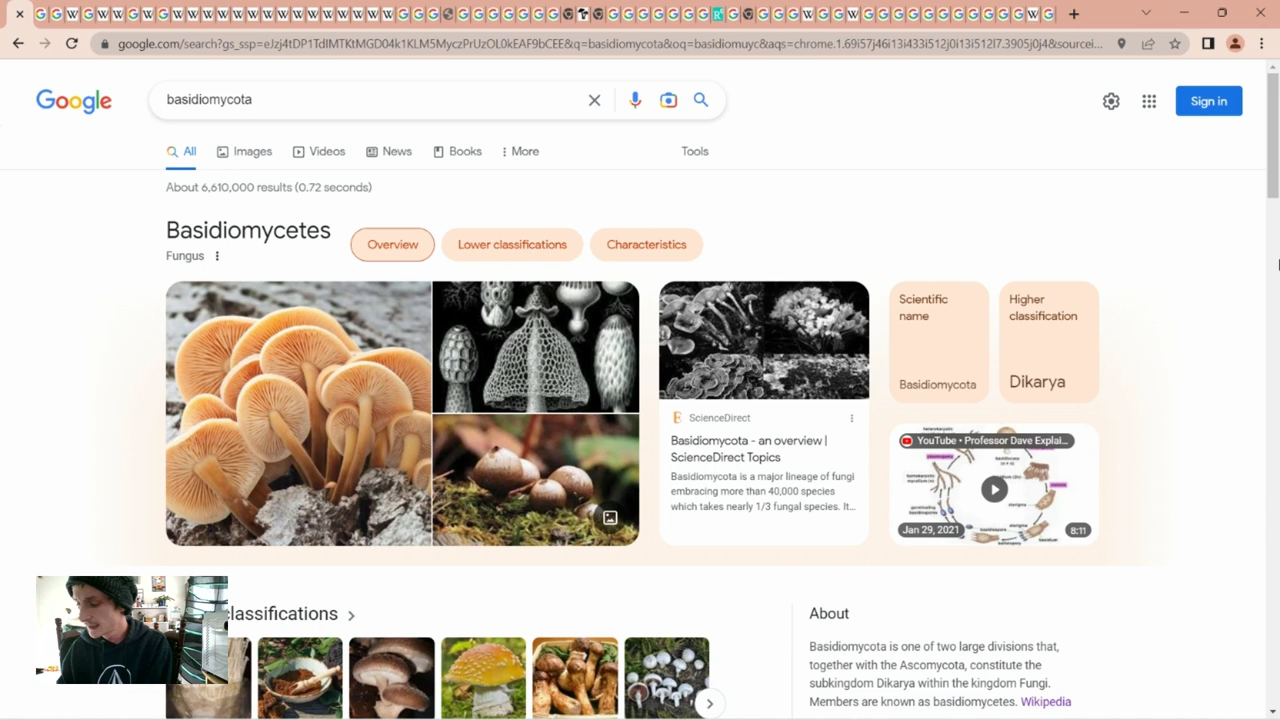 google.com/search?gs_ssp=eJzj4tDP1TdIMTKtMGD04k1KLM5MyczPrUzOL0kEAF9bCEE&q=basidiomycota&oq=basidiomuyc&aqs=chrome.1.69i57j46i13i433i512j0i13i512l7.3905j0j4&sourcei...
Google
basidiomycota
Sign in
All
Images
Videos
News
Books
More
Tools
About 6,610,000 results (0.72 seconds)
Basidiomycetes
Fungus
Overview
Lower classifications
Characteristics
ScienceDirect
Basidiomycota - an overview |
ScienceDirect Topics
Basidiomycota is a major lineage of fungi
embracing more than 40,000 species
which takes nearly 1/3 fungal species. It...
Scientific
name
Basidiomycota
Higher
classification
Dikarya
YouTube • Professor Dave Explai...
Jan 29, 2021
8:11
classifications
About
Basidiomycota is one of two large divisions that,
together with the Ascomycota, constitute the
subkingdom Dikarya within the kingdom Fungi.
Members are known as basidiomycetes. Wikipedia